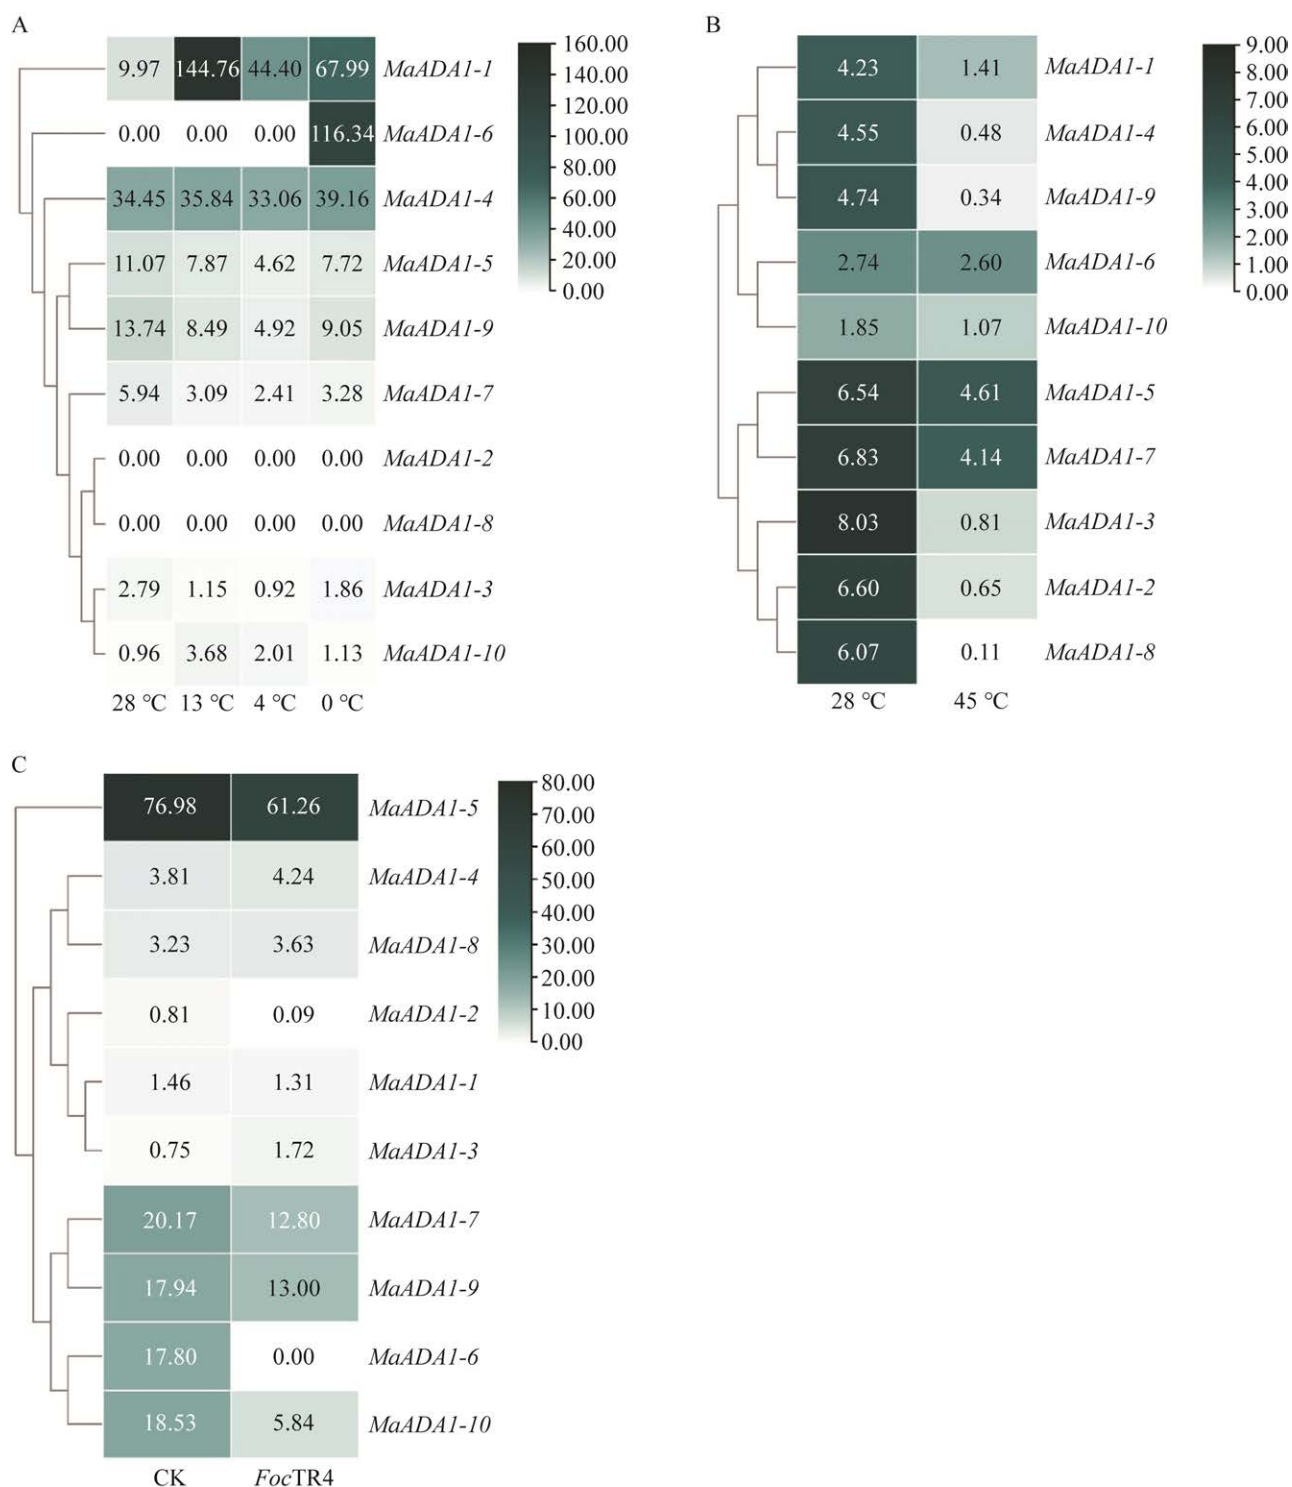 A
9.97 144.76 44.40 67.99 MaADA1-1
0.00 0.00 0.00 116.34 MaADA1-6
34.45 35.84 33.06 39.16 MaADA1-4
11.07 7.87 4.62 7.72 MaADA1-5
13.74 8.49 4.92 9.05 MaADA1-9
5.94 3.09 2.41 3.28 MaADA1-7
0.00 0.00 0.00 0.00 MaADA1-2
0.00 0.00 0.00 0.00 MaADA1-8
2.79 1.15 0.92 1.86 MaADA1-3
0.96 3.68 2.01 1.13 MaADA1-10
28 °C 13 °C 4 °C 0 °C
160.00
140.00
120.00
100.00
80.00
60.00
40.00
20.00
0.00
B
4.23 1.41 MaADA1-1
4.55 0.48 MaADA1-4
4.74 0.34 MaADA1-9
2.74 2.60 MaADA1-6
1.85 1.07 MaADA1-10
6.54 4.61 MaADA1-5
6.83 4.14 MaADA1-7
8.03 0.81 MaADA1-3
6.60 0.65 MaADA1-2
6.07 0.11 MaADA1-8
28 °C 45 °C
9.00
8.00
7.00
6.00
5.00
4.00
3.00
2.00
1.00
0.00
C
76.98 61.26 MaADA1-5
3.81 4.24 MaADA1-4
3.23 3.63 MaADA1-8
0.81 0.09 MaADA1-2
1.46 1.31 MaADA1-1
0.75 1.72 MaADA1-3
20.17 12.80 MaADA1-7
17.94 13.00 MaADA1-9
17.80 0.00 MaADA1-6
18.53 5.84 MaADA1-10
CK FocTR4
80.00
70.00
60.00
50.00
40.00
30.00
20.00
10.00
0.00